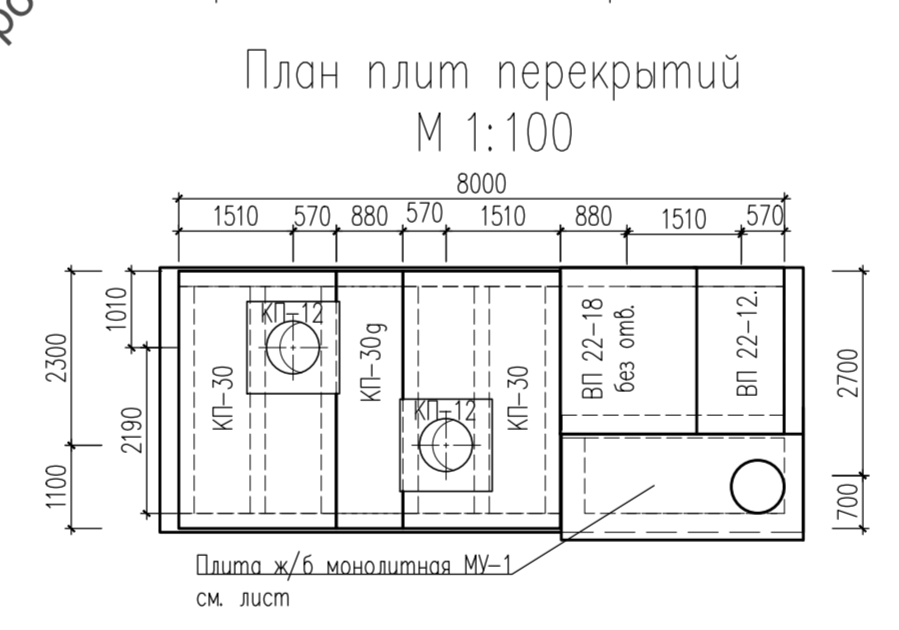 План плит перекрытий
М 1:100
8000
1510 570 880 570 1510 880 1510 570
1010
2300
2190
1100
2700
700
КП-12
КП-30
КП-30д
КП-12
КП-30
ВП 22-18
без отв.
ВП 22-12.
Плита ж/б монолитная МУ-1
см. лист